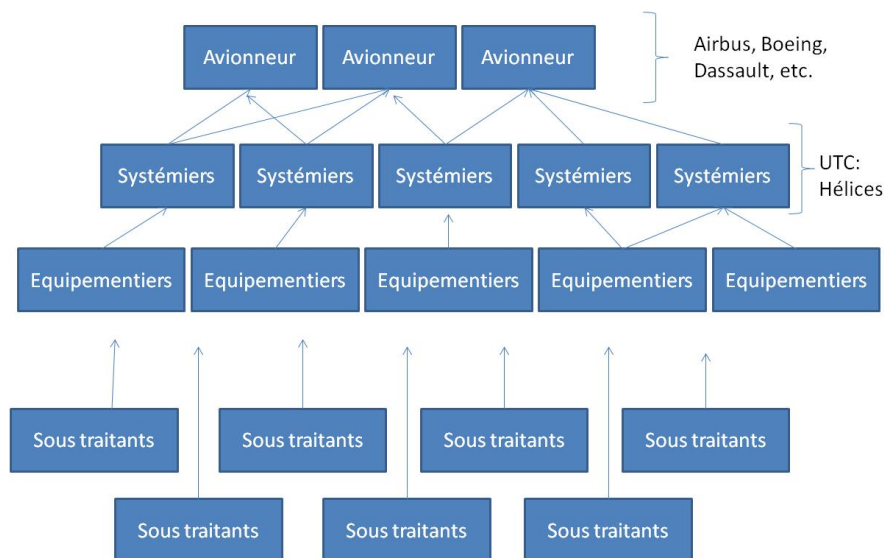 Avionneur
Avionneur
Avionneur
Airbus, Boeing,
Dassault, etc.
Systémiers
Systémiers
Systémiers
Systémiers
Systémiers
UTC:
Hélices
Equipementiers
Equipementiers
Equipementiers
Equipementiers
Equipementiers
Sous traitants
Sous traitants
Sous traitants
Sous traitants
Sous traitants
Sous traitants
Sous traitants